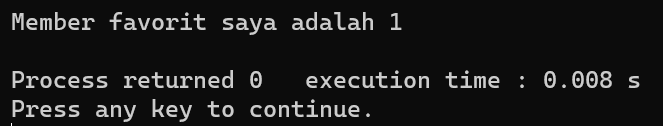 Member favorit saya adalah 1
Process returned 0   execution time : 0.008 s
Press any key to continue.